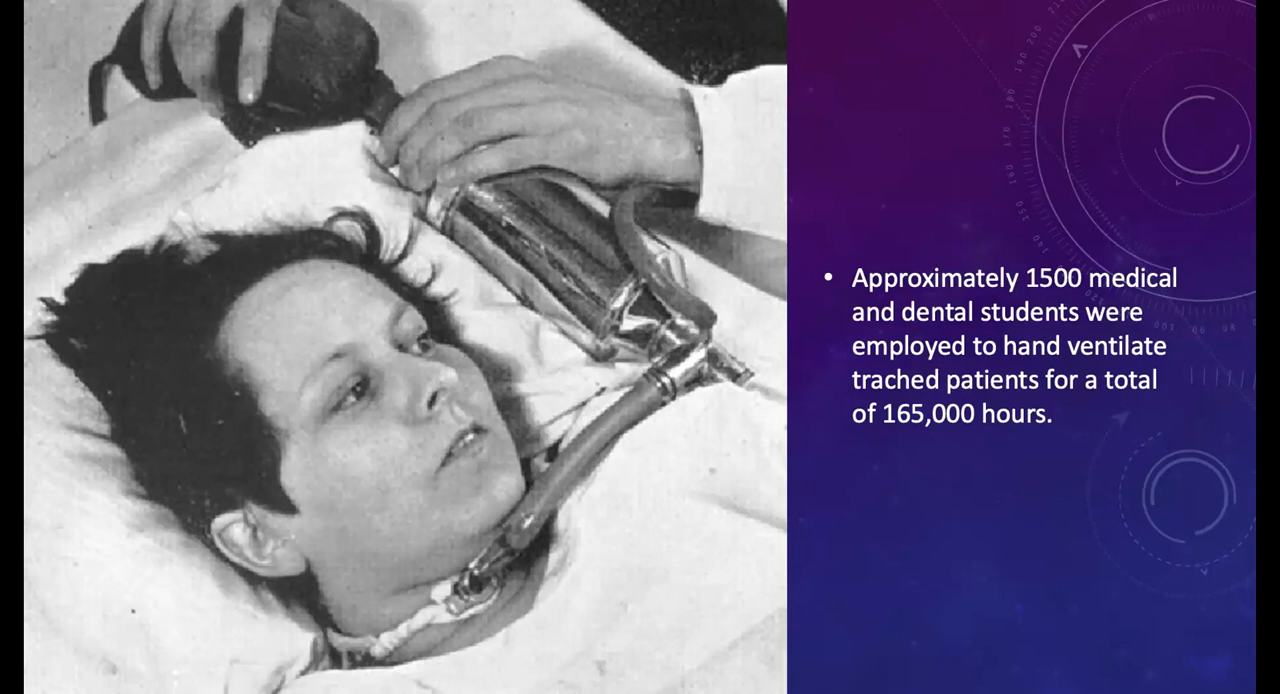 • Approximately 1500 medical
and dental students were
employed to hand ventilate
trached patients for a total
of 165,000 hours.